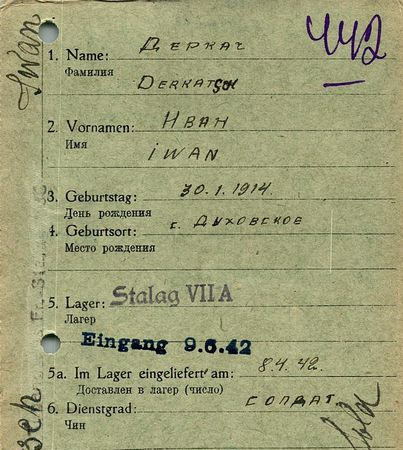 442
1. Name: Деркач
Фамилия
DERKATSCH
2. Vornamen: Иван
Имя
iWAN
3. Geburtstag: 30.1.1914.
День рождения
4. Geburtsort: с. Духовское
Место рождения
5. Lager: Stalag VII A
Лагерь
Eingang 9.6.42
5a. Im Lager eingeliefert am: 8.4.42.
Доставлен в лагерь (число)
6. Dienstgrad: солдат
Чин
Sold
Iwan